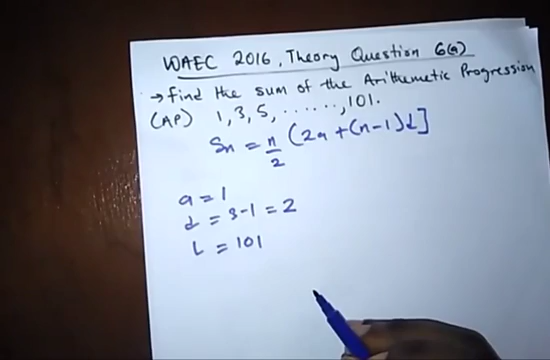 WAEC 2016, Theory Question 6(a)
→ Find the sum of the Arithemetic Progression
(AP) 1, 3, 5, ......., 101.
Sn = n/2 (2a + (n-1)d]
a = 1
d = 3-1 = 2
L = 101